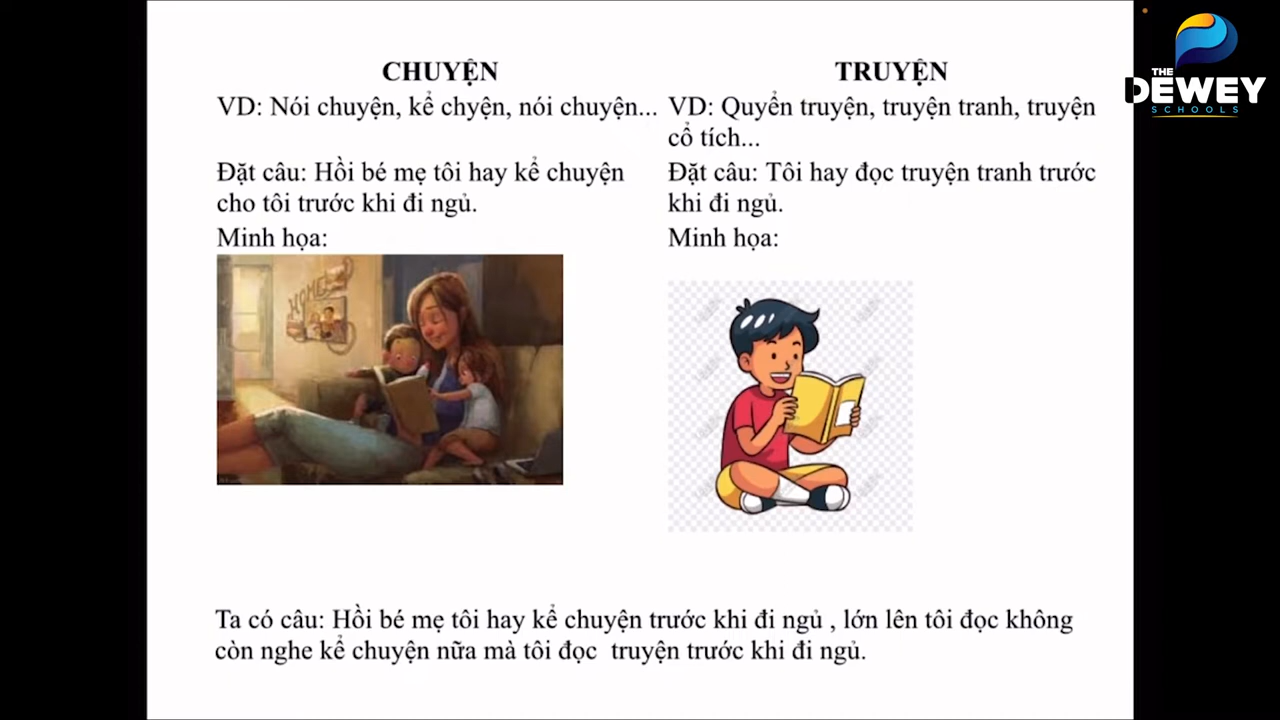 CHUYỆN
VD: Nói chuyện, kể chyện, nói chuyện...
Đặt câu: Hồi bé mẹ tôi hay kể chuyện
cho tôi trước khi đi ngủ.
Minh họa:
HOME
TRUYỆN
VD: Quyển truyện, truyện tranh, truyện
cổ tích...
Đặt câu: Tôi hay đọc truyện tranh trước
khi đi ngủ.
Minh họa:
Ta có câu: Hồi bé mẹ tôi hay kể chuyện trước khi đi ngủ , lớn lên tôi đọc không
còn nghe kể chuyện nữa mà tôi đọc  truyện trước khi đi ngủ.
THE
DEWEY
SCHOOLS